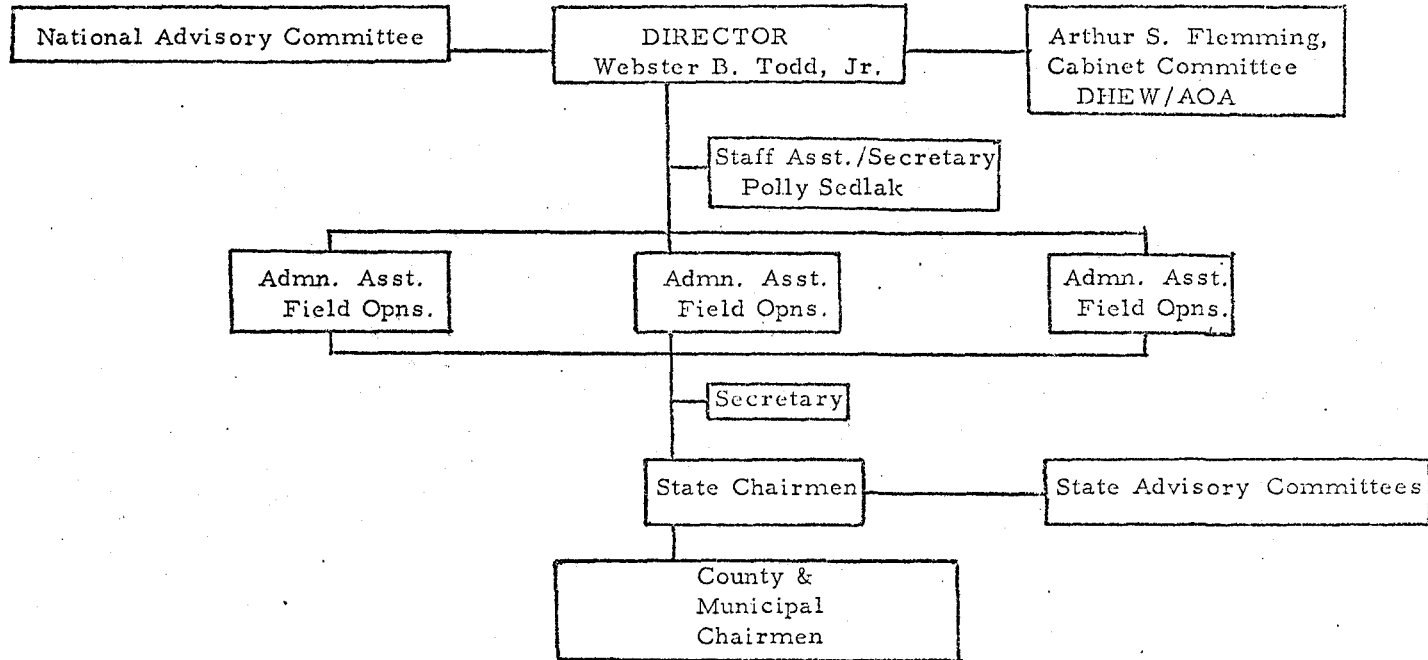 National Advisory Committee
DIRECTOR
Webster B. Todd, Jr.
Arthur S. Flemming,
Cabinet Committee
DHEW/AOA
Staff Asst./Secretary
Polly Sedlak
Admn. Asst.
Field Opns.
Admn. Asst.
Field Opns.
Admn. Asst.
Field Opns.
Secretary
State Chairmen
State Advisory Committees
County &
Municipal
Chairmen